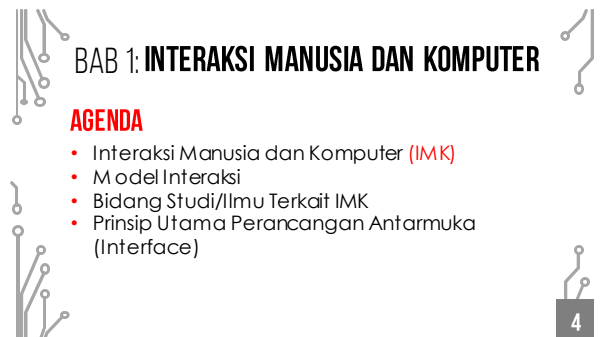 BAB 1: INTERAKSI MANUSIA DAN KOMPUTER
AGENDA
• Interaksi Manusia dan Komputer (IMK)
• Model Interaksi
• Bidang Studi/Ilmu Terkait IMK
• Prinsip Utama Perancangan Antarmuka
(Interface)
4